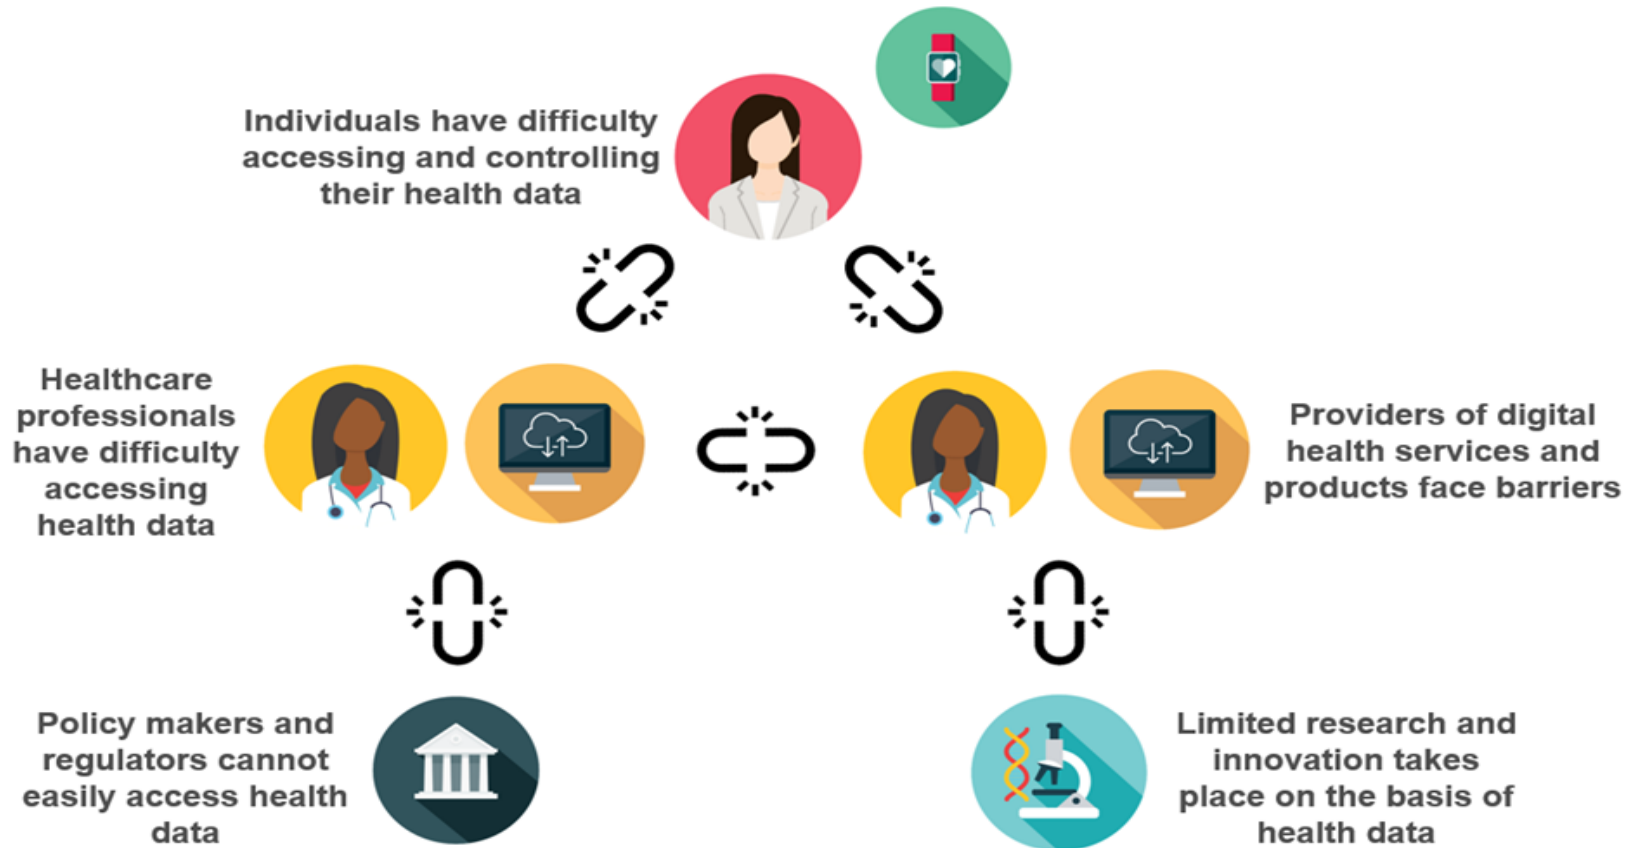 Individuals have difficulty
accessing and controlling
their health data
Healthcare
professionals
have difficulty
accessing
health data
Providers of digital
health services and
products face barriers
Policy makers and
regulators cannot
easily access health
data
Limited research and
innovation takes
place on the basis of
health data